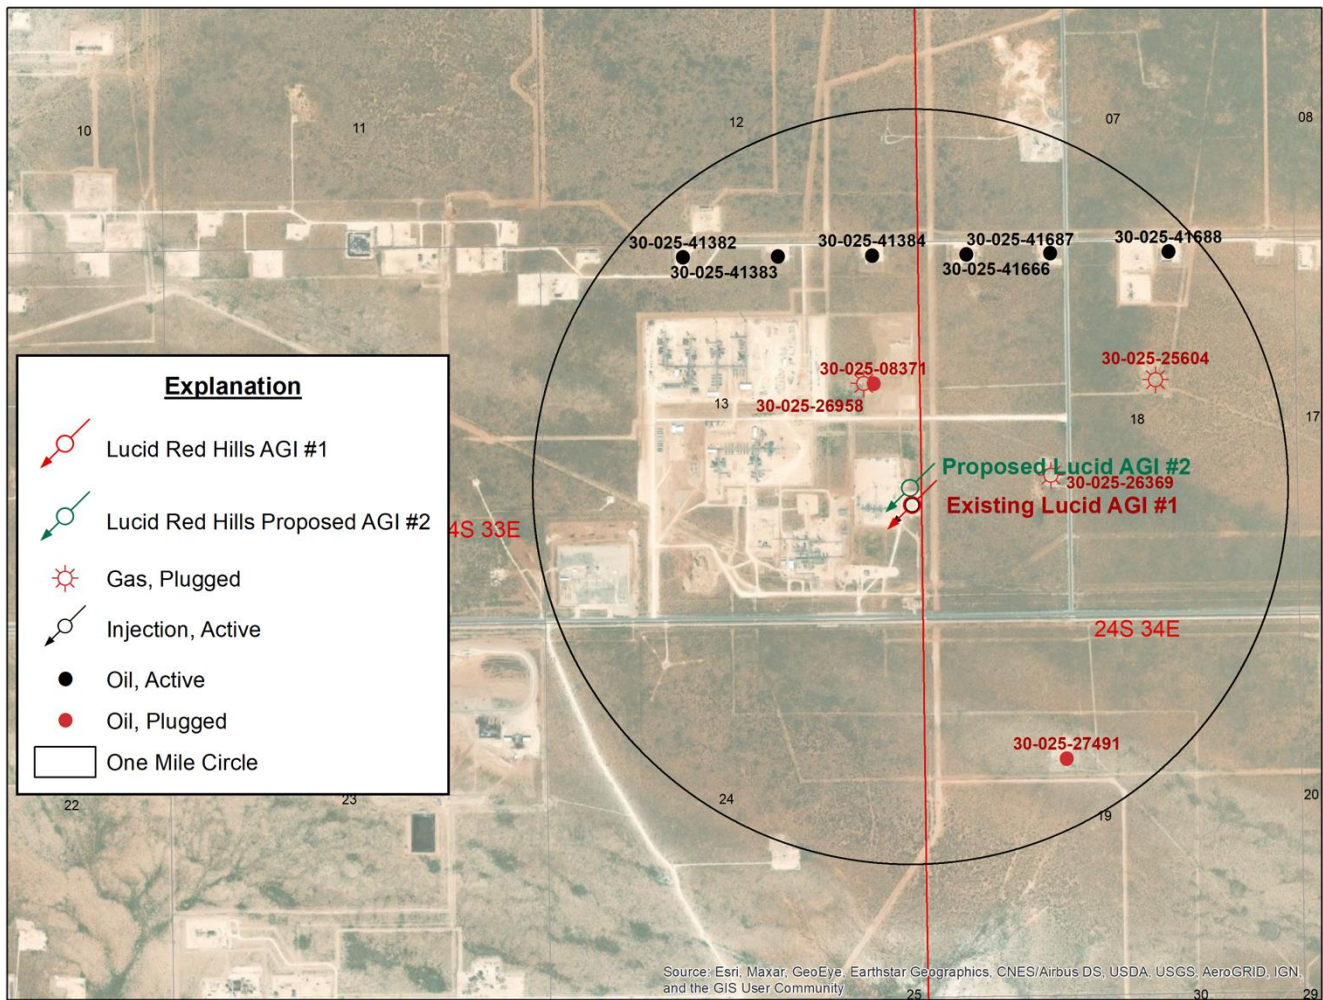 10
11
12
07
08
30-025-41382
30-025-41383
30-025-41384
30-025-41687
30-025-41666
30-025-41688
30-025-08371
30-025-26958
13
30-025-25604
18
17
Proposed Lucid AGI #2
30-025-26369
Existing Lucid AGI #1
4S 33E
24S 34E
Explanation
Lucid Red Hills AGI #1
Lucid Red Hills Proposed AGI #2
Gas, Plugged
Injection, Active
Oil, Active
Oil, Plugged
One Mile Circle
30-025-27491
22
23
24
19
20
Source: Esri, Maxar, GeoEye, Earthstar Geographics, CNES/Airbus DS, USDA, USGS, AeroGRID, IGN,
and the GIS User Community
25
30
29